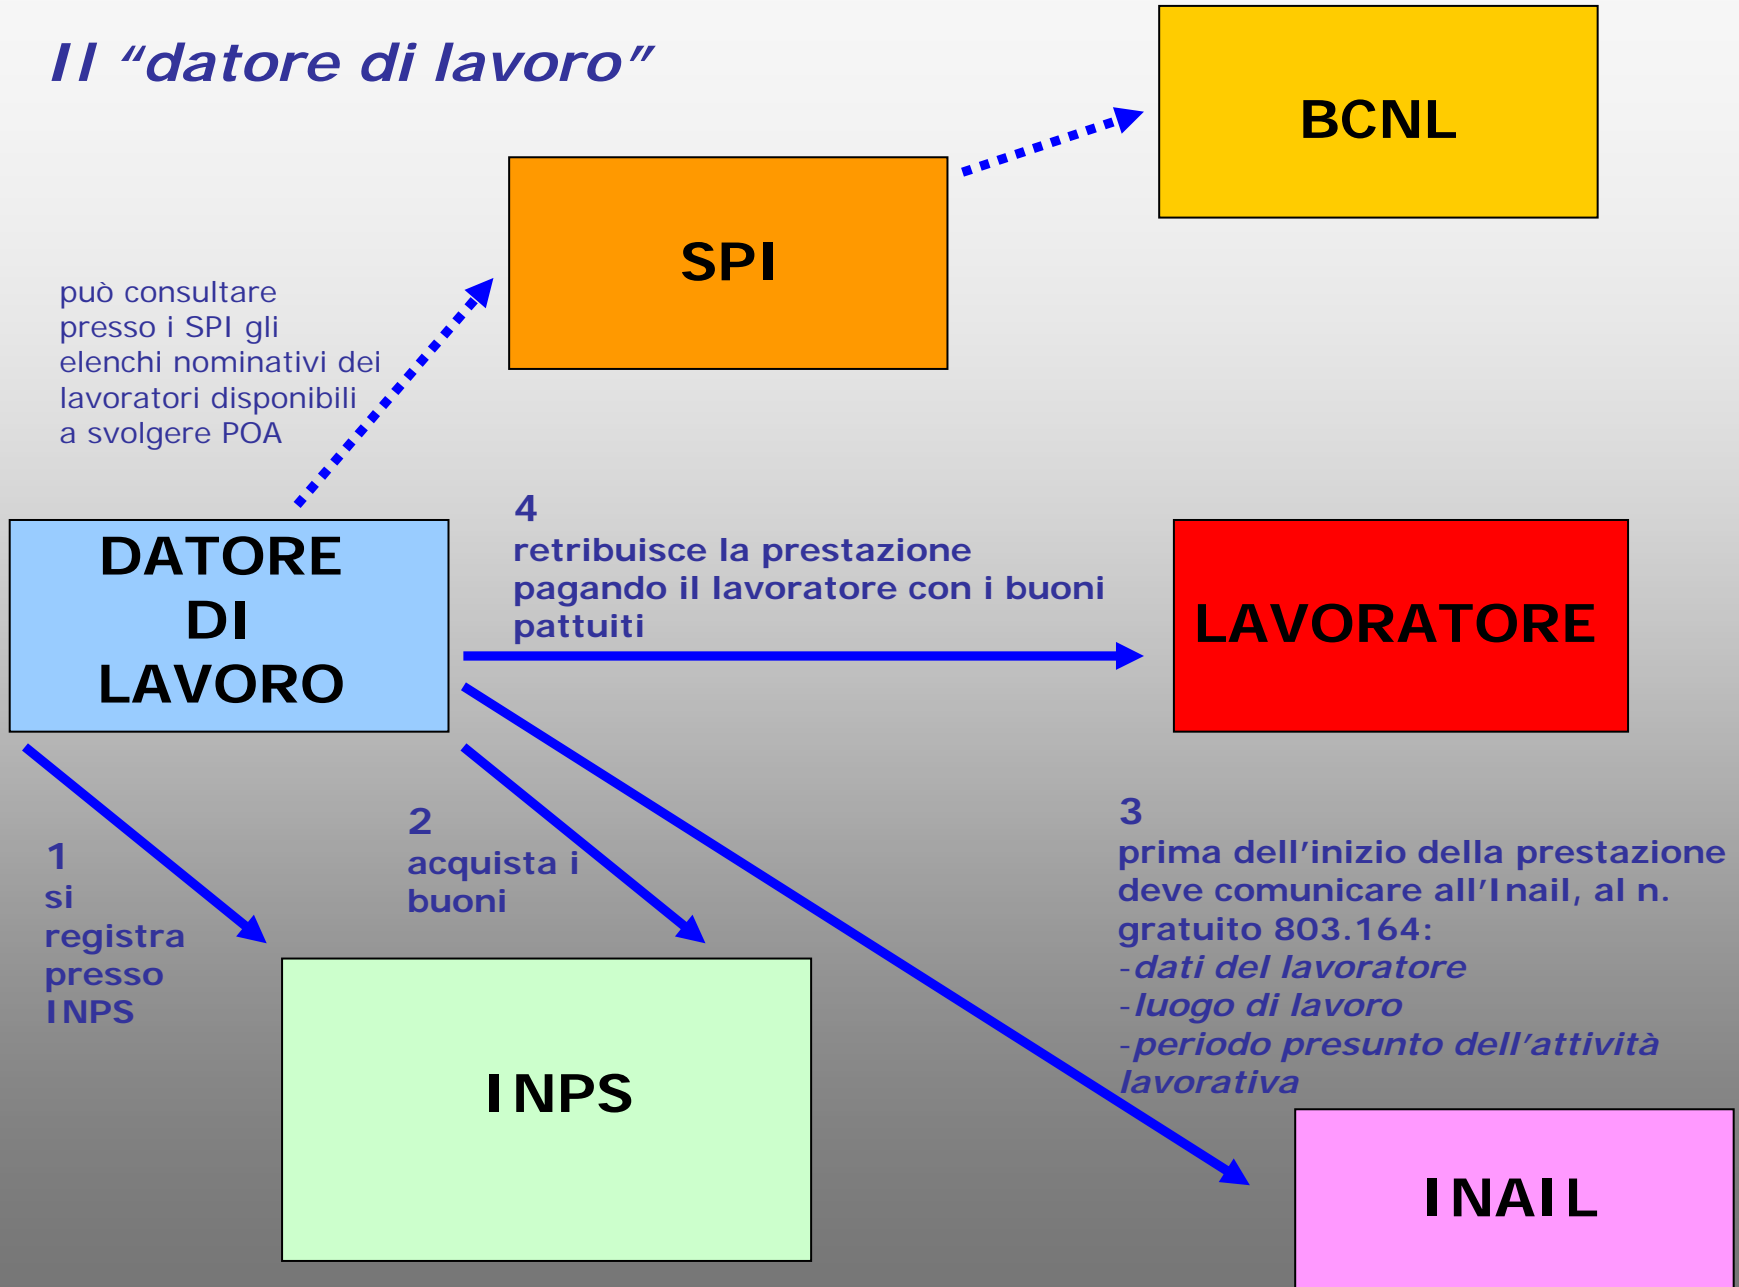 Il “datore di lavoro”
BCNL
SPI
può consultare
presso i SPI gli
elenchi nominativi dei
lavoratori disponibili
a svolgere POA
DATORE
DI
LAVORO
4
retribuisce la prestazione
pagando il lavoratore con i buoni
pattuiti
LAVORATORE
1
si
registra
presso
INPS
2
acquista i
buoni
3
prima dell’inizio della prestazione
deve comunicare all’Inail, al n.
gratuito 803.164:
-dati del lavoratore
-luogo di lavoro
-periodo presunto dell’attività
lavorativa
INPS
INAIL